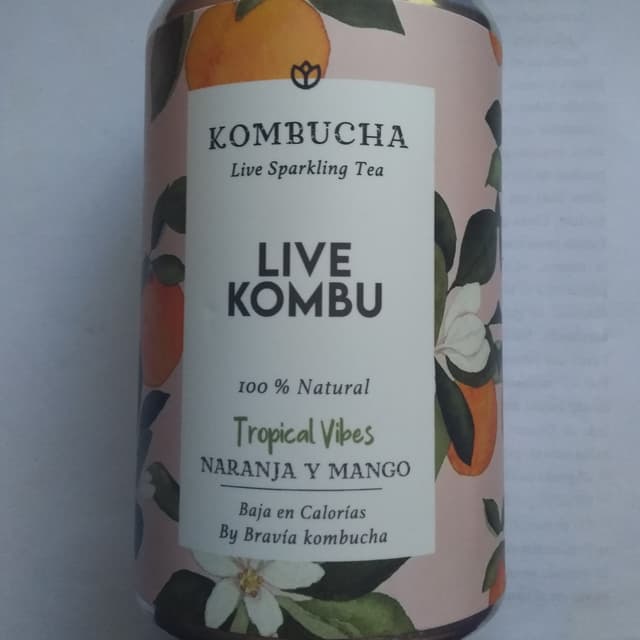 KOMBUCHA
Live Sparkling Tea
LIVE
KOMBU
100 % Natural
Tropical Vibes
NARANJA Y MANGO
Baja en Calorías
By Bravía kombucha